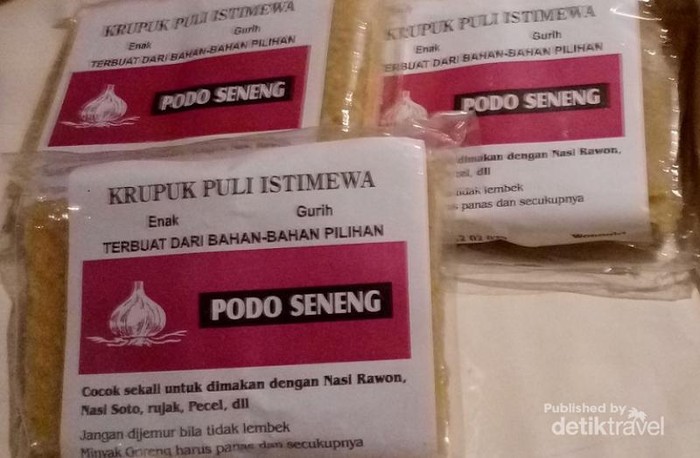 KRUPUK PULI ISTIMEWA
Enak Gurih
TERBUAT DARI BAHAN-BAHAN PILIHAN
PODO SENENG
KRUPUK PULI ISTIMEWA
Enak Gurih
TERBUAT DARI BAHAN-BAHAN PILIHAN
PODO SENENG
dimakan dengan Nasi Rawon,
dll
tidak lembek
panas dan secukupnya
KRUPUK PULI ISTIMEWA
Enak Gurih
TERBUAT DARI BAHAN-BAHAN PILIHAN
PODO SENENG
Cocok sekali untuk dimakan dengan Nasi Rawon,
Nasi Soto, rujak, Pecel, dll
Jangan dijemur bila tidak lembek
Minyak Goreng harus panas dan secukupnya
Published by
detiktravel